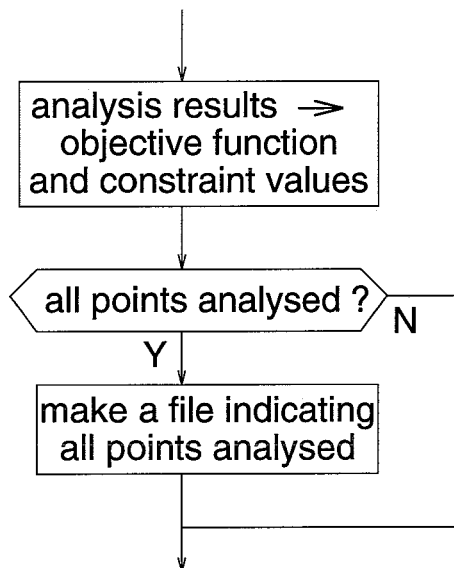 analysis results →
objective function
and constraint values
all points analysed ?
N
Y
make a file indicating
all points analysed